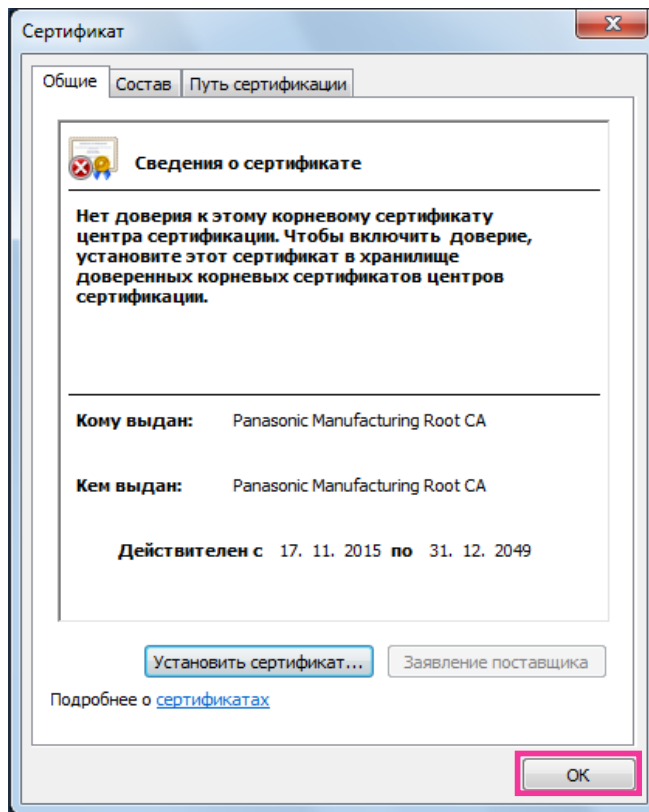 Сертификат
Общие Состав Путь сертификации
Сведения о сертификате
Нет доверия к этому корневому сертификату
центра сертификации. Чтобы включить доверие,
установите этот сертификат в хранилище
доверенных корневых сертификатов центров
сертификации.
Кому выдан: Panasonic Manufacturing Root CA
Кем выдан: Panasonic Manufacturing Root CA
Действителен с 17. 11. 2015 по 31. 12. 2049
Установить сертификат... Заявление поставщика
Подробнее о сертификатах
ОК